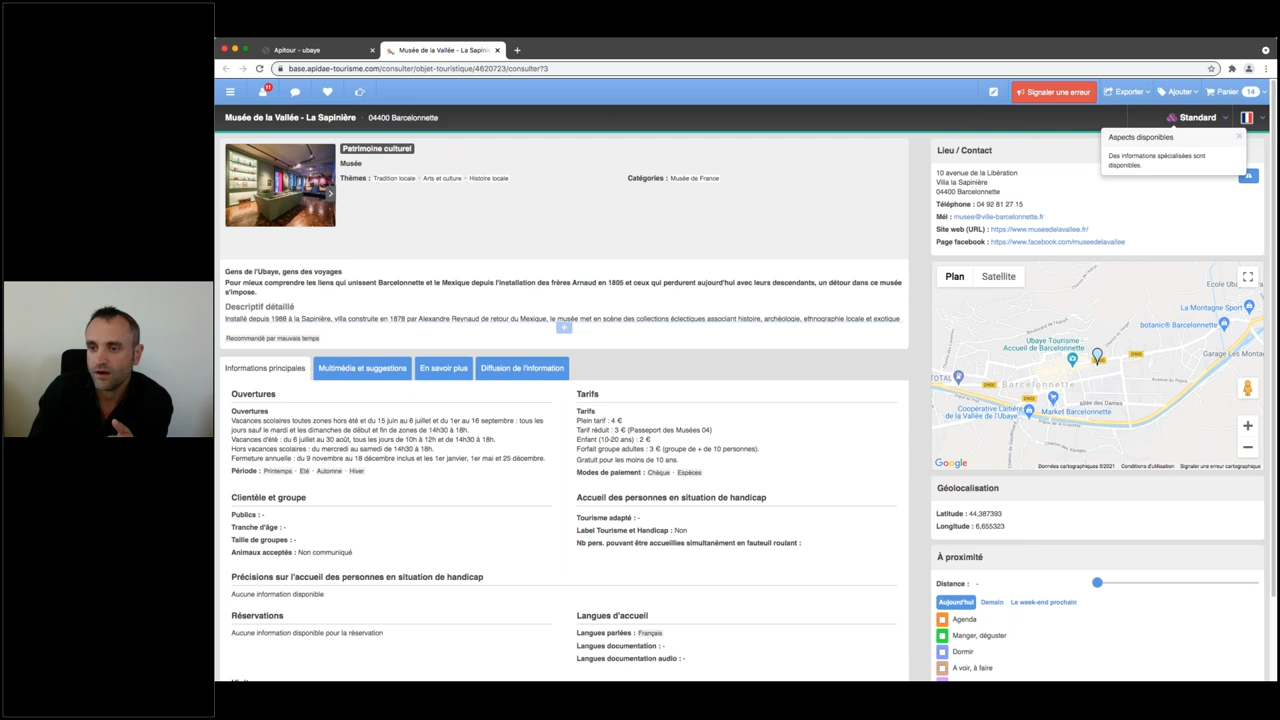 Apitour - ubaye
Musée de la Vallée - La Sapiniè
base.apidae-tourisme.com/consulter/objet-touristique/4620723/consulter?3
11
Signaler une erreur
Exporter
Ajouter
Panier 14
Musée de la Vallée - La Sapinière · 04400 Barcelonnette
Standard
Aspects disponibles
Des informations spécialisées sont
disponibles.
Patrimoine culturel
Musée
Thèmes : Tradition locale - Arts et culture - Histoire locale
Catégories : Musée de France
Gens de l'Ubaye, gens des voyages
Pour mieux comprendre les liens qui unissent Barcelonnette et le Mexique depuis l'installation des frères Arnaud en 1805 et ceux qui perdurent aujourd'hui avec leurs descendants, un détour dans ce musée
s'impose.
Descriptif détaillé
Installé depuis 1988 à la Sapinière, villa construite en 1878 par Alexandre Reynaud de retour du Mexique, le musée met en scène des collections éclectiques associant histoire, archéologie, ethnographie locale et exotique
Recommandé par mauvais temps
Informations principales
Multimédia et suggestions
En savoir plus
Diffusion de l'information
Ouvertures
Ouvertures
Vacances scolaires toutes zones hors été et du 15 juin au 6 juillet et du 1er au 16 septembre : tous les
jours sauf le mardi et les dimanches de début et fin de zones de 14h30 à 18h.
Vacances d'été : du 6 juillet au 30 août, tous les jours de 10h à 12h et de 14h30 à 18h.
Hors vacances scolaires : du mercredi au samedi de 14h30 à 18h.
Fermeture annuelle : du 9 novembre au 18 décembre inclus et les 1er janvier, 1er mai et 25 décembre.
Période : Printemps - Eté - Automne - Hiver
Tarifs
Tarifs
Plein tarif : 4 €
Tarif réduit : 3 € (Passeport des Musées 04)
Enfant (10-20 ans) : 2 €
Forfait groupe adultes : 3 € (groupe de + de 10 personnes).
Gratuit pour les moins de 10 ans.
Modes de paiement : Chèque - Espèces
Clientèle et groupe
Publics : -
Tranche d'âge : -
Taille de groupes : -
Animaux acceptés : Non communiqué
Accueil des personnes en situation de handicap
Tourisme adapté : -
Label Tourisme et Handicap : Non
Nb pers. pouvant être accueillies simultanément en fauteuil roulant :
Précisions sur l'accueil des personnes en situation de handicap
Aucune information disponible
Réservations
Aucune information disponible pour la réservation
Langues d'accueil
Langues parlées : Français
Langues documentation : -
Langues documentation audio : -
Lieu / Contact
10 avenue de la Libération
Villa la Sapinière
04400 Barcelonnette
Téléphone : 04 92 81 27 15
Mél : musee@ville-barcelonnette.fr
Site web (URL) : https://www.museedelavallee.fr/
Page facebook : https://www.facebook.com/museedelavallee
Plan
Satellite
Ecole Uba
La Montagne Sport
botanic® Barcelonnette
Ubaye Tourisme -
Accueil de Barcelonnette
Garages Les Monta
D900
D900
TOTAL
Barcelonnette
D900
D902
Allée des Dames
Coopérative Laitière
de la Vallée de l'Ubaye
Market Barcelonnette
Google
Données cartographiques ©2021
Conditions d'utilisation
Signaler une erreur cartographique
Géolocalisation
Latitude : 44,387393
Longitude : 6,655323
À proximité
Distance : -
Aujourd'hui
Demain
Le week-end prochain
Agenda
Manger, déguster
Dormir
A voir, à faire